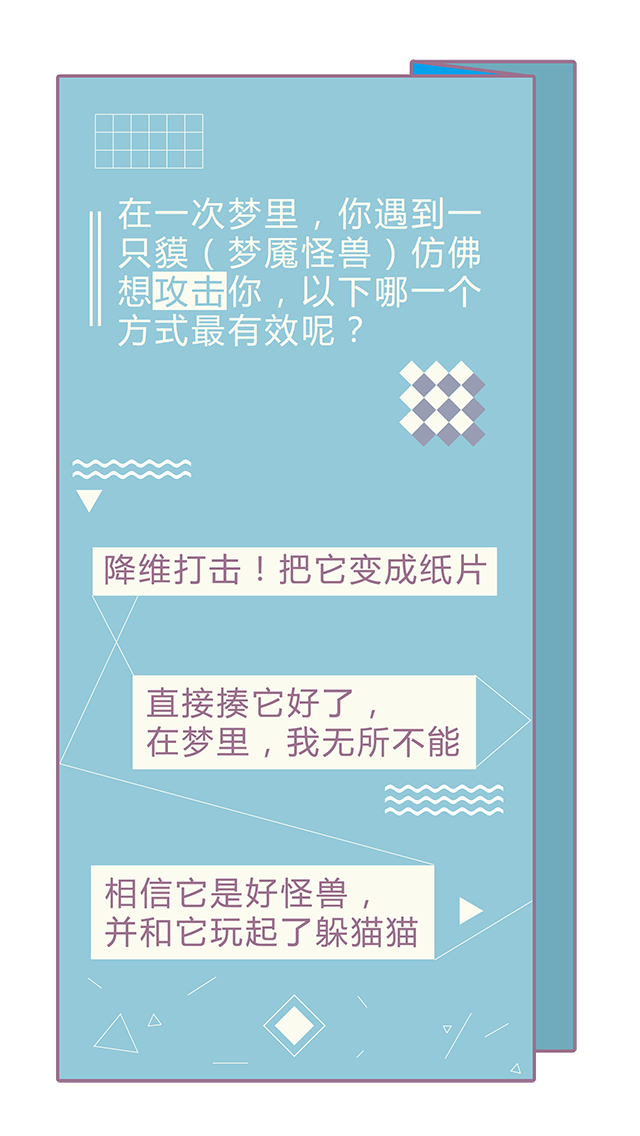 在一次梦里，你遇到一
只貘（梦魇怪兽）仿佛
想攻击你，以下哪一个
方式最有效呢？
降维打击！把它变成纸片
直接揍它好了，
在梦里，我无所不能
相信它是好怪兽，
并和它玩起了躲猫猫